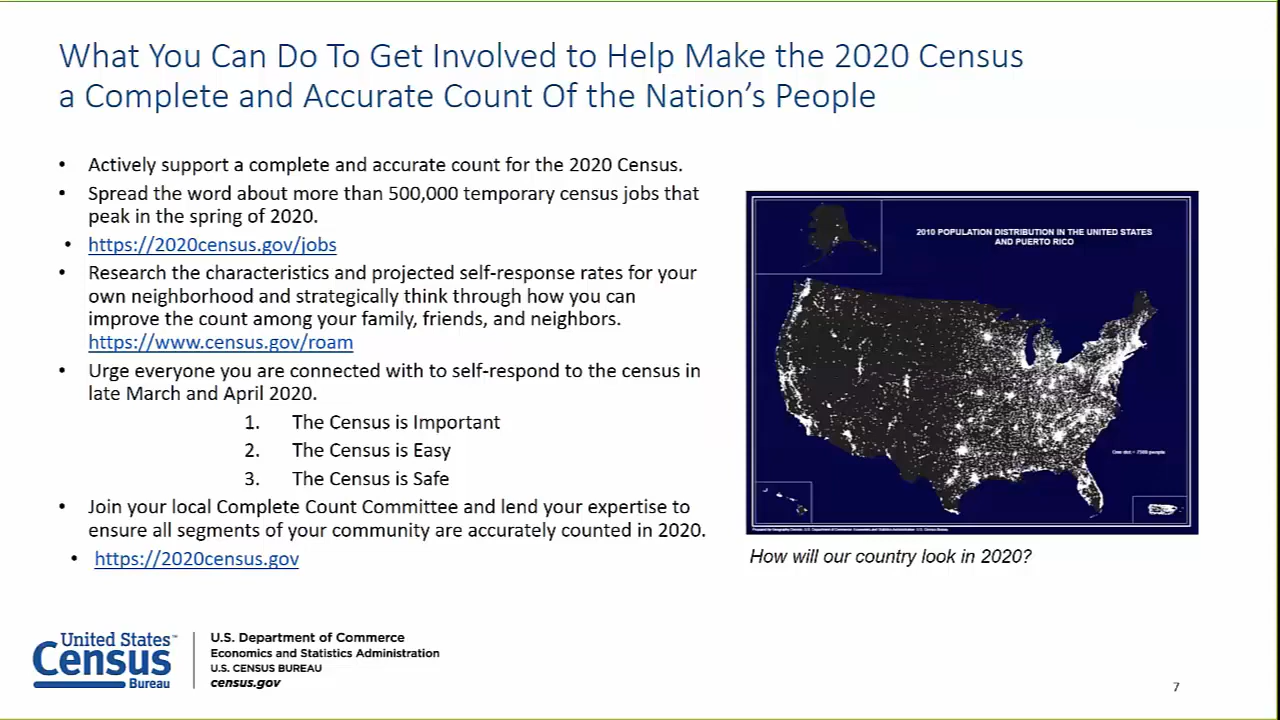 What You Can Do To Get Involved to Help Make the 2020 Census
a Complete and Accurate Count Of the Nation's People
• Actively support a complete and accurate count for the 2020 Census.
• Spread the word about more than 500,000 temporary census jobs that
peak in the spring of 2020.
• https://2020census.gov/jobs
• Research the characteristics and projected self-response rates for your
own neighborhood and strategically think through how you can
improve the count among your family, friends, and neighbors.
https://www.census.gov/roam
• Urge everyone you are connected with to self-respond to the census in
late March and April 2020.
1. The Census is Important
2. The Census is Easy
3. The Census is Safe
• Join your local Complete Count Committee and lend your expertise to
ensure all segments of your community are accurately counted in 2020.
• https://2020census.gov
2010 POPULATION DISTRIBUTION IN THE UNITED STATES
AND PUERTO RICO
One dot = 7500 people
How will our country look in 2020?
United States™
Census
Bureau
U.S. Department of Commerce
Economics and Statistics Administration
U.S. CENSUS BUREAU
census.gov
7